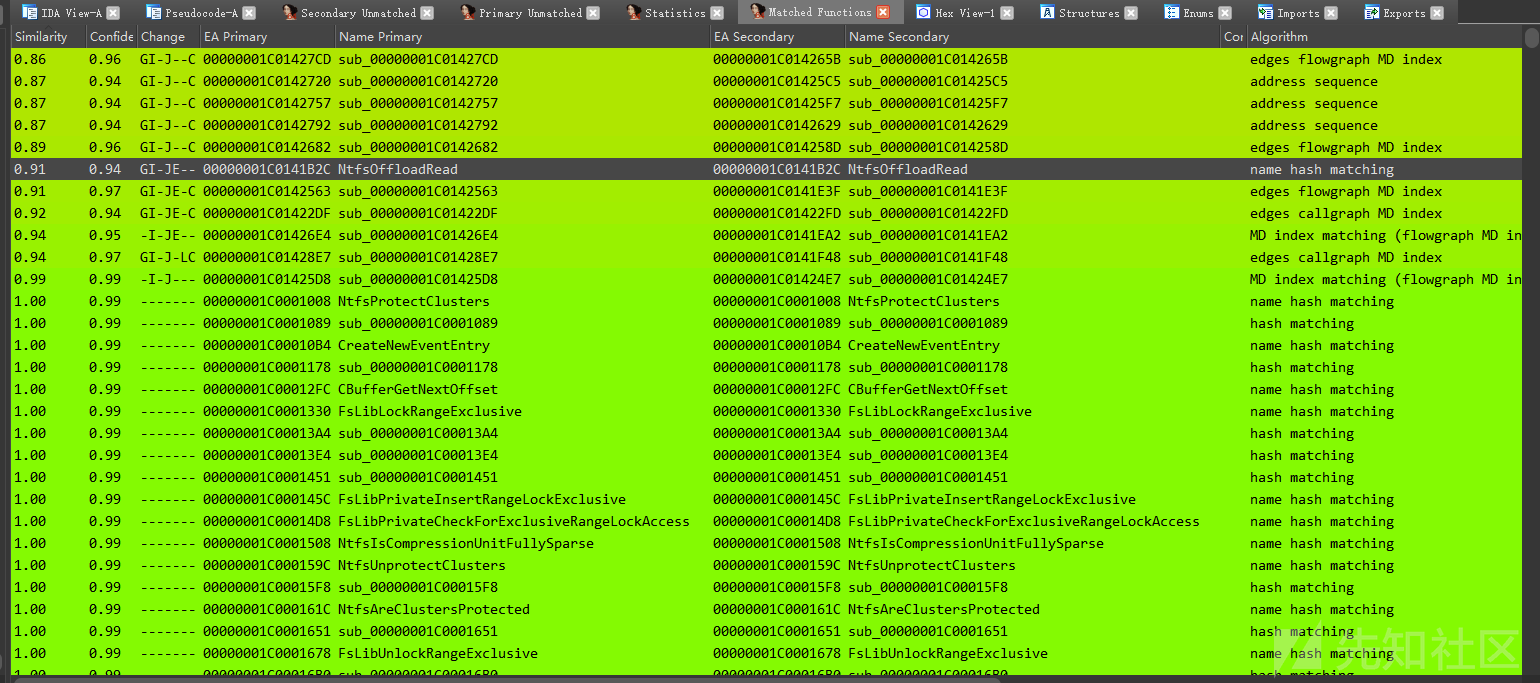 IDA View-A Pseudocode-A Secondary Unmatched Primary Unmatched Statistics Matched Functions Hex View-1 Structures Enums Imports Exports
Similarity Confide Change EA Primary Name Primary EA Secondary Name Secondary Cor Algorithm
0.86 0.96 GI-J--C 00000001C01427CD sub_00000001C01427CD 00000001C014265B sub_00000001C014265B edges flowgraph MD index
0.87 0.94 GI-J--C 00000001C0142720 sub_00000001C0142720 00000001C01425C5 sub_00000001C01425C5 address sequence
0.87 0.94 GI-J--C 00000001C0142757 sub_00000001C0142757 00000001C01425F7 sub_00000001C01425F7 address sequence
0.87 0.94 GI-J--C 00000001C0142792 sub_00000001C0142792 00000001C0142629 sub_00000001C0142629 address sequence
0.89 0.96 GI-J--C 00000001C0142682 sub_00000001C0142682 00000001C014258D sub_00000001C014258D edges flowgraph MD index
0.91 0.94 GI-JE-- 00000001C0141B2C NtfsOffloadRead 00000001C0141B2C NtfsOffloadRead name hash matching
0.91 0.97 GI-JE-C 00000001C0142563 sub_00000001C0142563 00000001C0141E3F sub_00000001C0141E3F edges flowgraph MD index
0.92 0.94 GI-JE-C 00000001C01422DF sub_00000001C01422DF 00000001C01422FD sub_00000001C01422FD edges callgraph MD index
0.94 0.95 -I-JE-- 00000001C01426E4 sub_00000001C01426E4 00000001C0141EA2 sub_00000001C0141EA2 MD index matching (flowgraph MD in
0.94 0.97 GI-J-LC 00000001C01428E7 sub_00000001C01428E7 00000001C0141F48 sub_00000001C0141F48 edges callgraph MD index
0.99 0.99 -I-J--- 00000001C01425D8 sub_00000001C01425D8 00000001C01424E7 sub_00000001C01424E7 MD index matching (flowgraph MD in
1.00 0.99 ------- 00000001C0001008 NtfsProtectClusters 00000001C0001008 NtfsProtectClusters name hash matching
1.00 0.99 ------- 00000001C0001089 sub_00000001C0001089 00000001C0001089 sub_00000001C0001089 hash matching
1.00 0.99 ------- 00000001C00010B4 CreateNewEventEntry 00000001C00010B4 CreateNewEventEntry name hash matching
1.00 0.99 ------- 00000001C0001178 sub_00000001C0001178 00000001C0001178 sub_00000001C0001178 hash matching
1.00 0.99 ------- 00000001C00012FC CBufferGetNextOffset 00000001C00012FC CBufferGetNextOffset name hash matching
1.00 0.99 ------- 00000001C0001330 FsLibLockRangeExclusive 00000001C0001330 FsLibLockRangeExclusive name hash matching
1.00 0.99 ------- 00000001C00013A4 sub_00000001C00013A4 00000001C00013A4 sub_00000001C00013A4 hash matching
1.00 0.99 ------- 00000001C00013E4 sub_00000001C00013E4 00000001C00013E4 sub_00000001C00013E4 hash matching
1.00 0.99 ------- 00000001C0001451 sub_00000001C0001451 00000001C0001451 sub_00000001C0001451 hash matching
1.00 0.99 ------- 00000001C000145C FsLibPrivateInsertRangeLockExclusive 00000001C000145C FsLibPrivateInsertRangeLockExclusive name hash matching
1.00 0.99 ------- 00000001C00014D8 FsLibPrivateCheckForExclusiveRangeLockAccess 00000001C00014D8 FsLibPrivateCheckForExclusiveRangeLockAccess name hash matching
1.00 0.99 ------- 00000001C0001508 NtfsIsCompressionUnitFullySparse 00000001C0001508 NtfsIsCompressionUnitFullySparse name hash matching
1.00 0.99 ------- 00000001C000159C NtfsUnprotectClusters 00000001C000159C NtfsUnprotectClusters name hash matching
1.00 0.99 ------- 00000001C00015F8 sub_00000001C00015F8 00000001C00015F8 sub_00000001C00015F8 hash matching
1.00 0.99 ------- 00000001C000161C NtfsAreClustersProtected 00000001C000161C NtfsAreClustersProtected name hash matching
1.00 0.99 ------- 00000001C0001651 sub_00000001C0001651 00000001C0001651 sub_00000001C0001651 hash matching
1.00 0.99 ------- 00000001C0001678 FsLibUnlockRangeExclusive 00000001C0001678 FsLibUnlockRangeExclusive name hash matching
先知社区